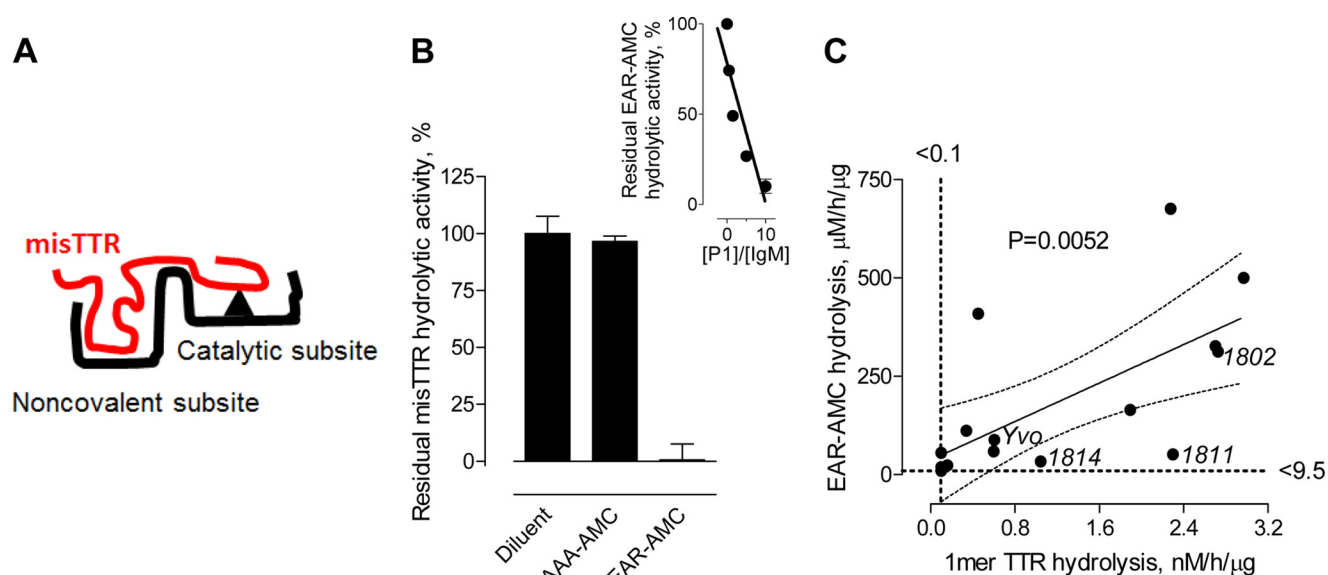 A
misTTR
Catalytic subsite
Noncovalent subsite
B
Residual misTTR hydrolytic activity, %
125
100
75
50
25
0
Diluent
AAA-AMC
EAR-AMC
Residual EAR-AMC
hydrolytic activity, %
100
50
0
0 10
[P1]/[IgM]
C
EAR-AMC hydrolysis, µM/h/µg
750
500
250
0
<0.1
P=0.0052
1802
Yvo
1814
1811
<9.5
0.0 0.8 1.6 2.4 3.2
1mer TTR hydrolysis, nM/h/µg